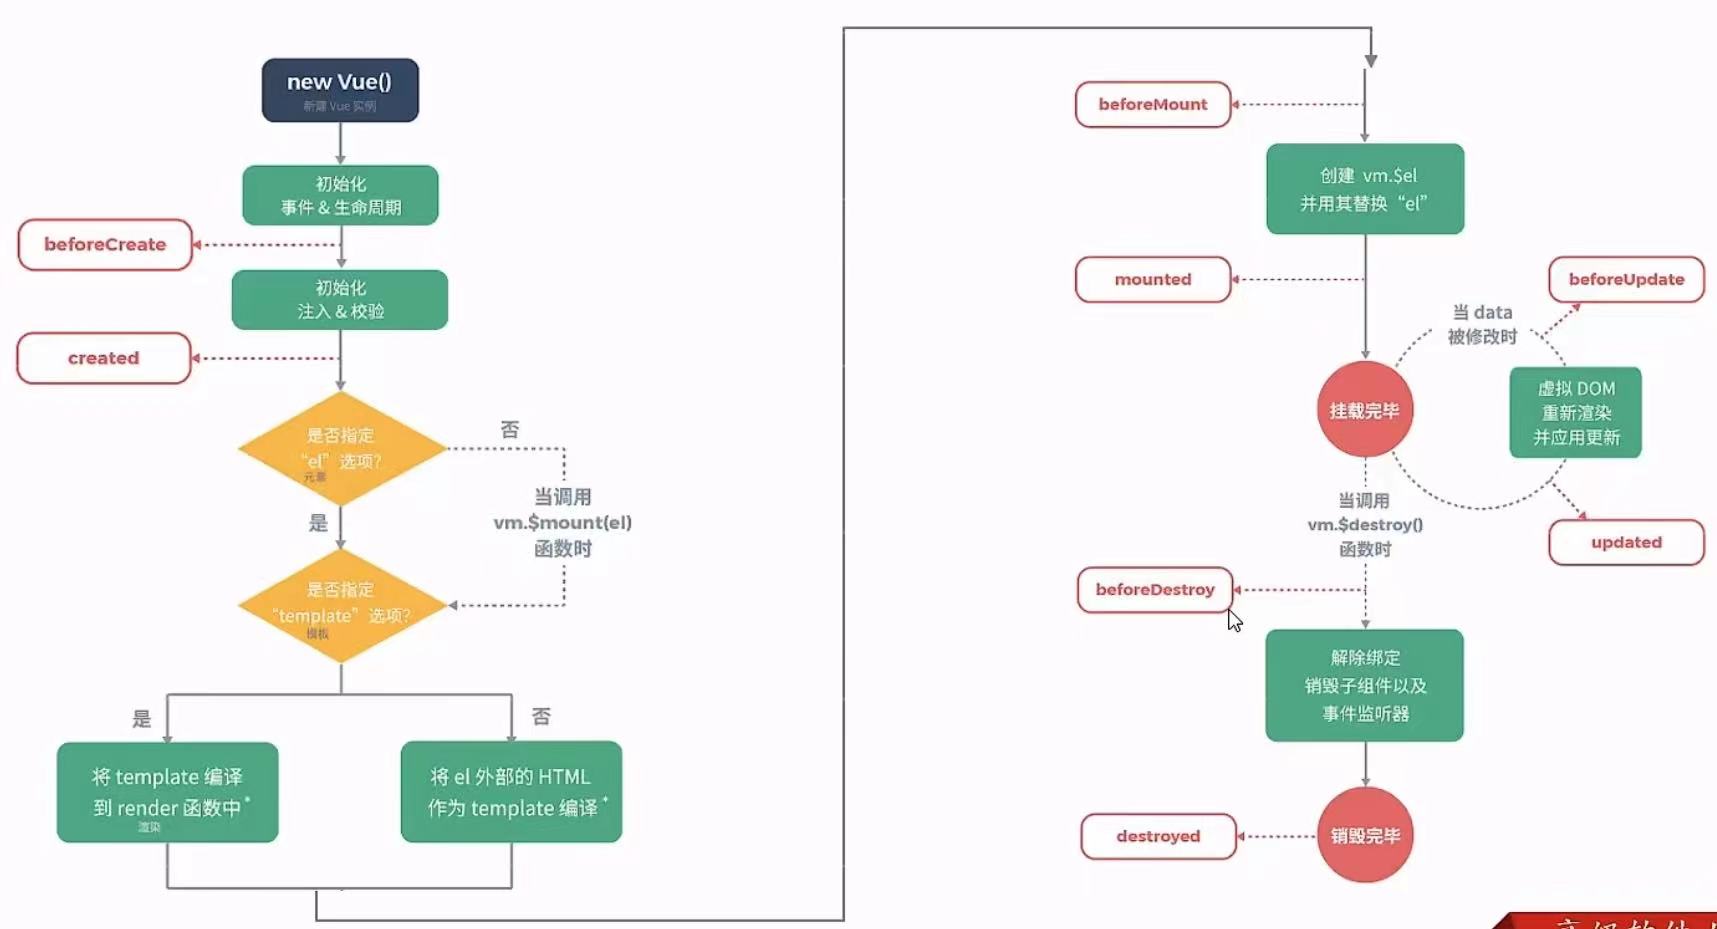 new Vue()
新建 Vue 实例
初始化
事件 & 生命周期
beforeCreate
初始化
注入 & 校验
created
是否指定
“el”选项?
元素
否
当调用
vm.$mount(el)
函数时
是
是否指定
“template”选项?
模板
是
否
将 template 编译
到 render 函数中*
渲染
将 el 外部的 HTML
作为 template 编译*
beforeMount
创建 vm.$el
并用其替换“el”
mounted
beforeUpdate
当 data
被修改时
挂载完毕
虚拟 DOM
重新渲染
并应用更新
当调用
vm.$destroy()
函数时
updated
beforeDestroy
解除绑定
销毁子组件以及
事件监听器
destroyed
销毁完毕